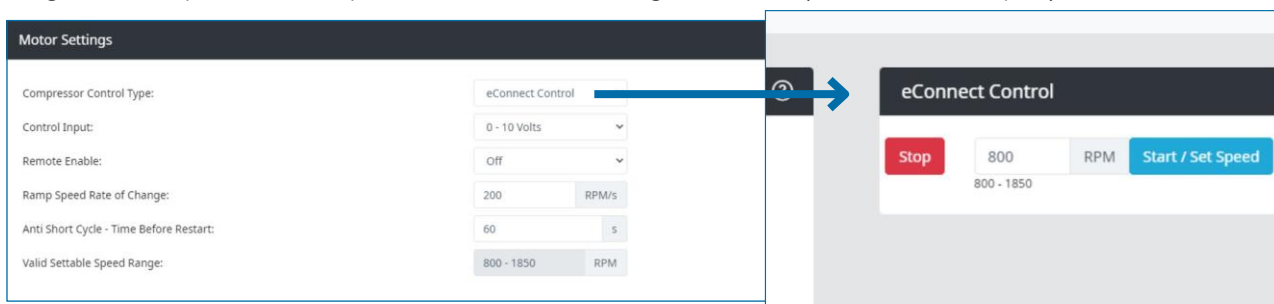 Motor Settings
Compressor Control Type: eConnect Control
Control Input: 0 - 10 Volts
Remote Enable: Off
Ramp Speed Rate of Change: 200 RPM/s
Anti Short Cycle - Time Before Restart: 60 s
Valid Settable Speed Range: 800 - 1850 RPM
?
eConnect Control
Stop 800 RPM Start / Set Speed
800 - 1850